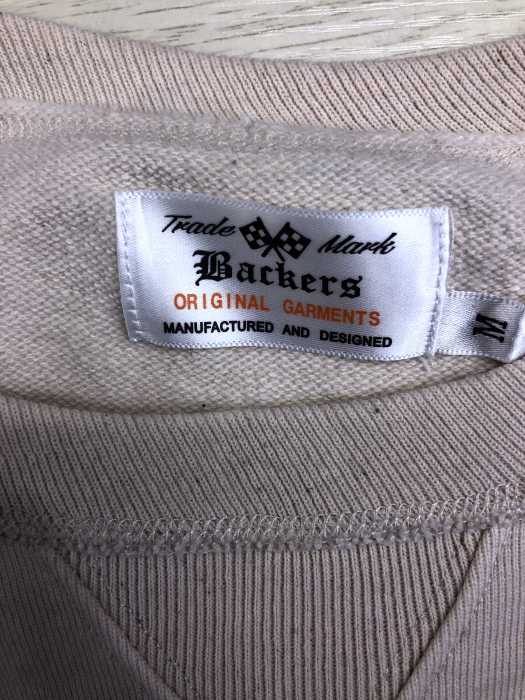 Trade Mark
Backers
ORIGINAL GARMENTS
MANUFACTURED AND DESIGNED
M